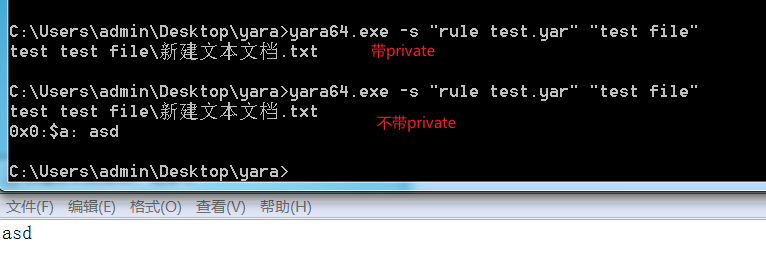 C:\Users\admin\Desktop\yara>yara64.exe -s "rule test.yar" "test file"
test test file\新建文本文档.txt 带private
C:\Users\admin\Desktop\yara>yara64.exe -s "rule test.yar" "test file"
test test file\新建文本文档.txt
0x0:$a: asd 不带private
C:\Users\admin\Desktop\yara>
文件(F) 编辑(E) 格式(O) 查看(V) 帮助(H)
asd